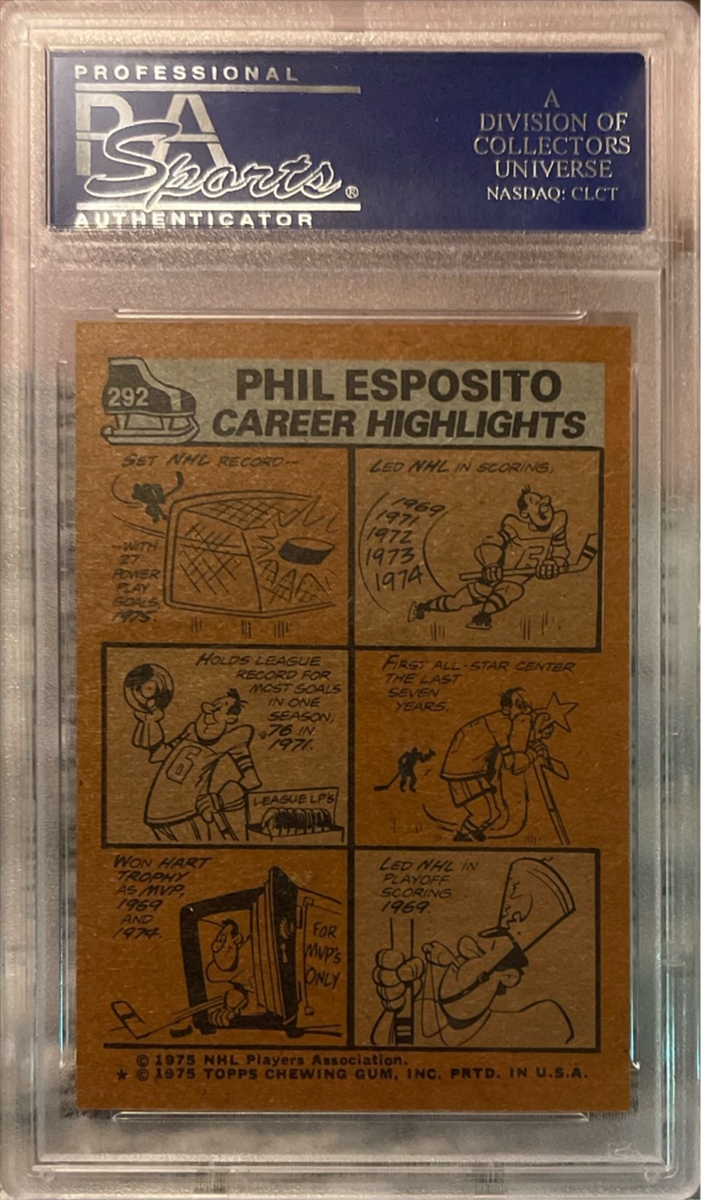 PROFESSIONAL
PSA
Sports®
AUTHENTICATOR
A
DIVISION OF
COLLECTORS
UNIVERSE
NASDAQ: CLCT
292
PHIL ESPOSITO
CAREER HIGHLIGHTS
SET NHL RECORD--
--WITH
27
POWER
PLAY
GOALS,
1975.
LED NHL IN SCORING,
1969
1971
1972
1973
1974
HOLDS LEAGUE
RECORD FOR
MOST GOALS
IN ONE
SEASON,
76 IN
1971.
LEAGUE LP'S
FIRST ALL-STAR CENTER
THE LAST
SEVEN
YEARS.
WON HART
TROPHY
AS MVP,
1969
AND
1974.
FOR
MVP'S
ONLY
LED NHL IN
PLAYOFF
SCORING
1969.
© 1975 NHL Players Association.
★ © 1975 TOPPS CHEWING GUM, INC. PRTD. IN U.S.A.